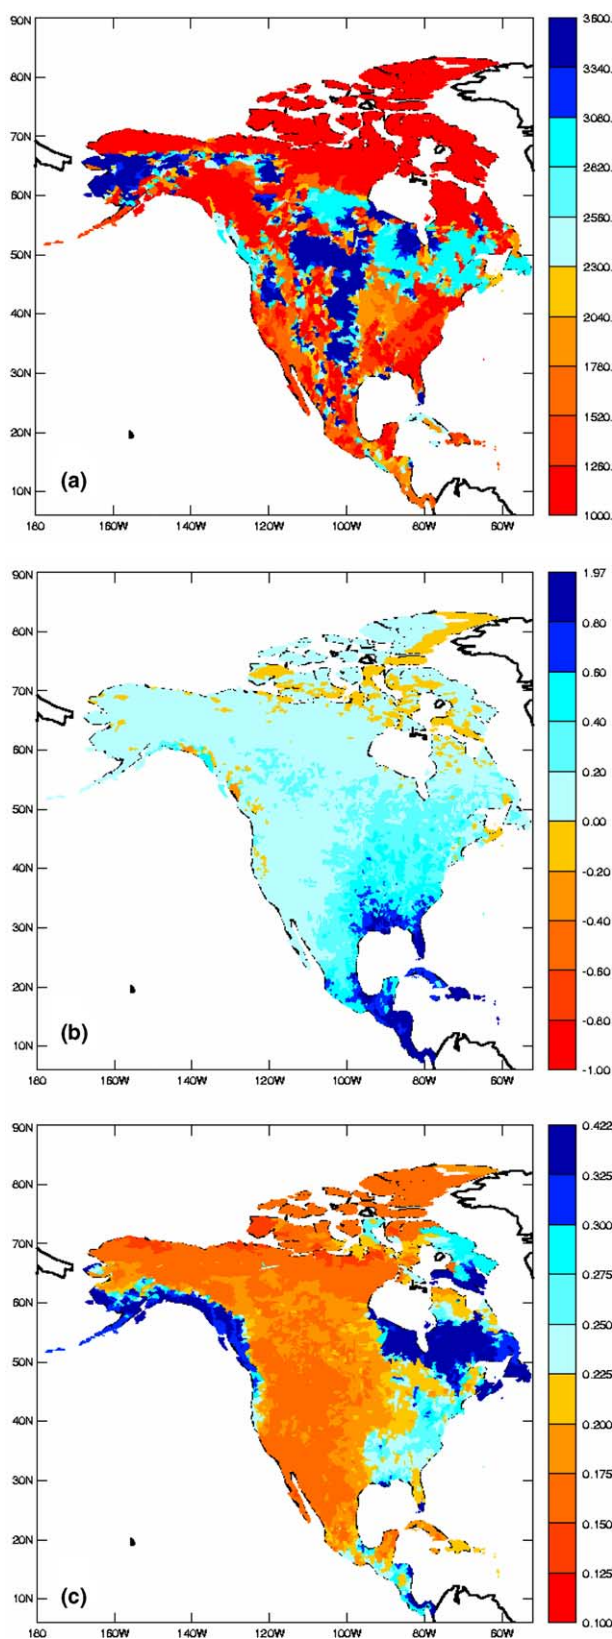 90N
80N
70N
60N
50N
40N
30N
20N
10N
180
160W
140W
120W
100W
80W
60W
(a)
3500.
3340.
3060.
2820.
2560.
2300.
2040.
1780.
1520.
1260.
1000.
90N
80N
70N
60N
50N
40N
30N
20N
10N
180
160W
140W
120W
100W
80W
60W
(b)
1.97
0.80
0.60
0.40
0.20
0.00
-0.20
-0.40
-0.60
-0.80
-1.00
90N
80N
70N
60N
50N
40N
30N
20N
10N
180
160W
140W
120W
100W
80W
60W
(c)
0.422
0.325
0.300
0.275
0.250
0.225
0.200
0.175
0.150
0.125
0.100